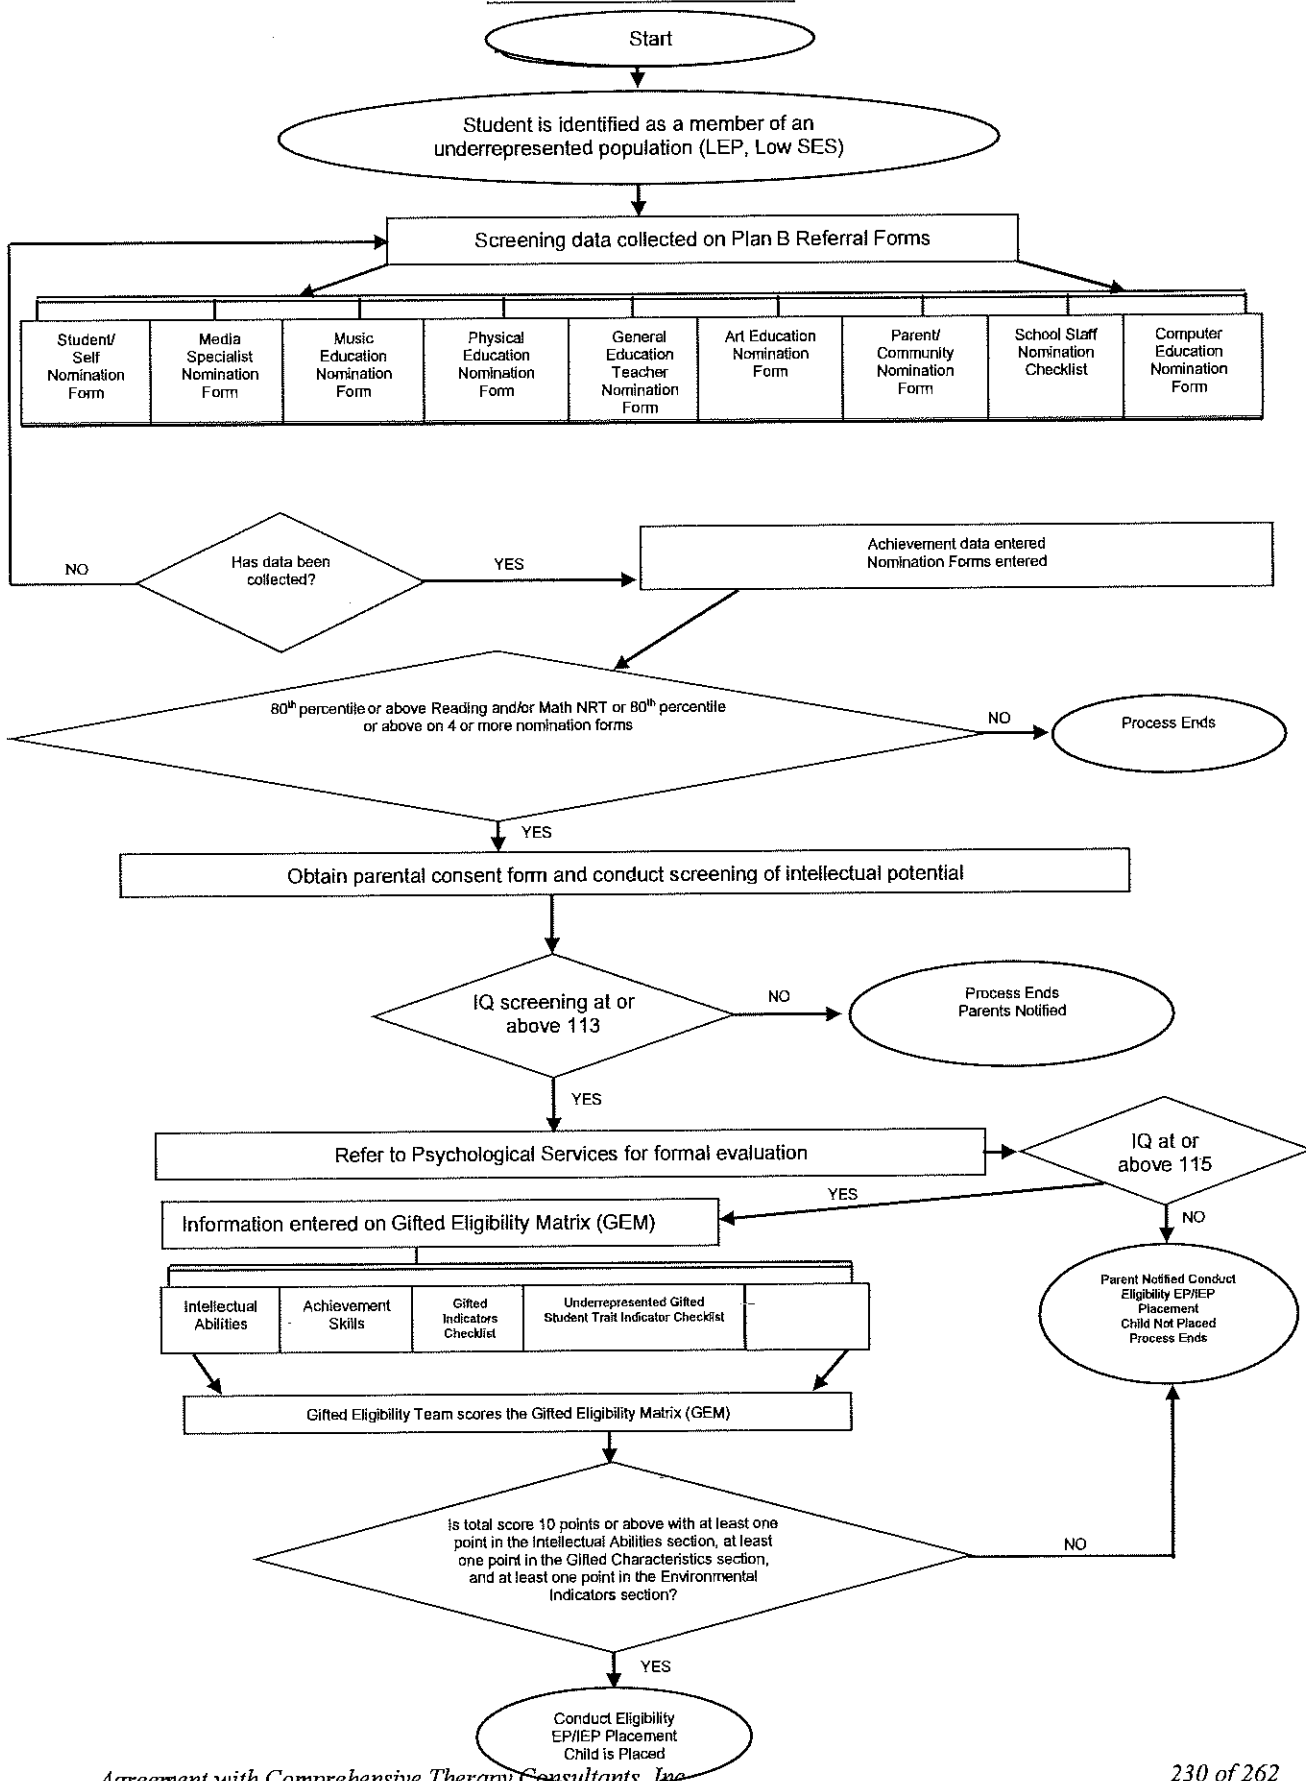 Start
Student is identified as a member of an
underrepresented population (LEP, Low SES)
Screening data collected on Plan B Referral Forms
Student/
Self
Nomination
Form
Media
Specialist
Nomination
Form
Music
Education
Nomination
Form
Physical
Education
Nomination
Form
General
Education
Teacher
Nomination
Form
Art Education
Nomination
Form
Parent/
Community
Nomination
Form
School Staff
Nomination
Checklist
Computer
Education
Nomination
Form
NO
Has data been
collected?
YES
Achievement data entered
Nomination Forms entered
80th percentile or above Reading and/or Math NRT or 80th percentile
or above on 4 or more nomination forms
NO
Process Ends
YES
Obtain parental consent form and conduct screening of intellectual potential
IQ screening at or
above 113
NO
Process Ends
Parents Notified
YES
Refer to Psychological Services for formal evaluation
IQ at or
above 115
YES
NO
Information entered on Gifted Eligibility Matrix (GEM)
Intellectual
Abilities
Achievement
Skills
Gifted
Indicators
Checklist
Underrepresented Gifted
Student Trait Indicator Checklist
Parent Notified Conduct
Eligibility EP/IEP
Placement
Child Not Placed
Process Ends
Gifted Eligibility Team scores the Gifted Eligibility Matrix (GEM)
Is total score 10 points or above with at least one
point in the Intellectual Abilities section, at least
one point in the Gifted Characteristics section,
and at least one point in the Environmental
Indicators section?
NO
YES
Conduct Eligibility
EP/IEP Placement
Child is Placed
Agreement with Comprehensive Therapy Consultants, Inc
230 of 262